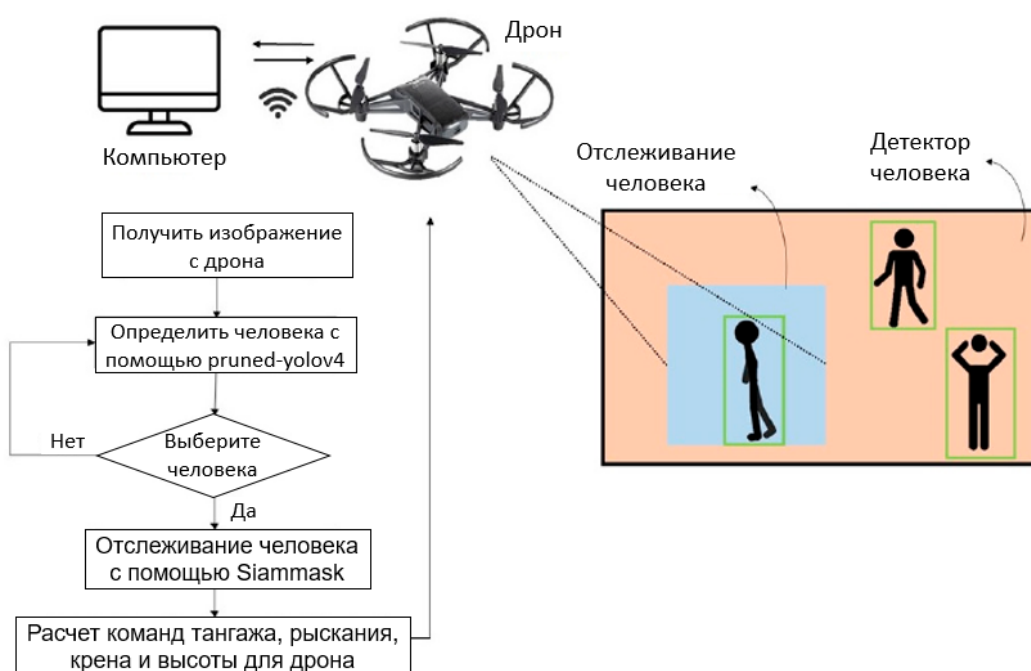 Дрон
Компьютер
Отслеживание
человека
Детектор
человека
Получить изображение
с дрона
Определить человека с
помощью pruned-yolov4
Нет
Выберите
человека
Да
Отслеживание человека
с помощью Siammask
Расчет команд тангажа, рыскания,
крена и высоты для дрона